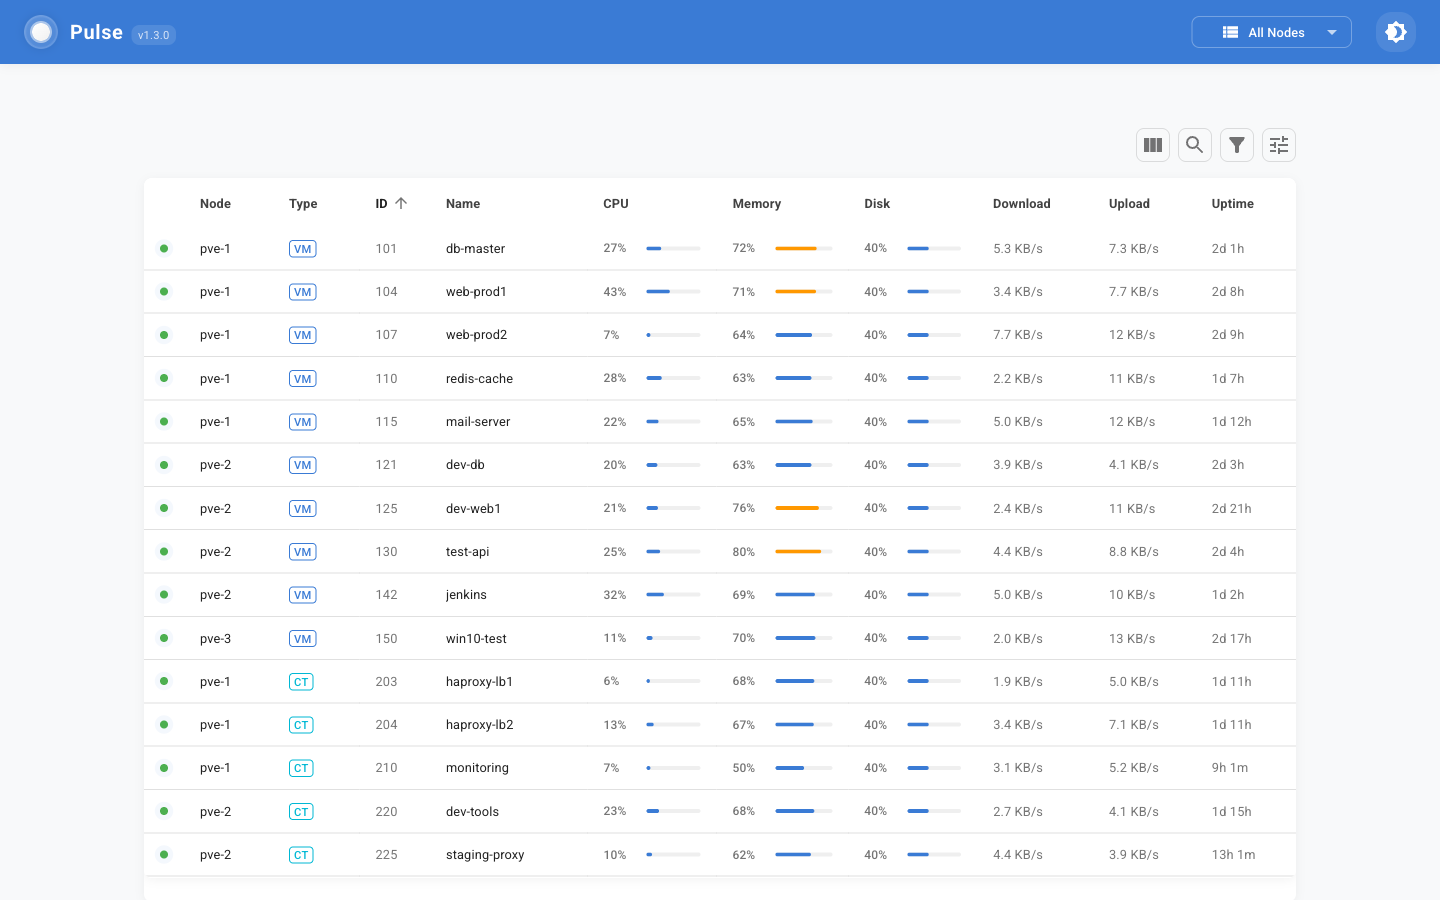 Pulse v1.3.0 All Nodes
Node Type ID Name CPU Memory Disk Download Upload Uptime
pve-1 VM 101 db-master 27% 72% 40% 5.3 KB/s 7.3 KB/s 2d 1h
pve-1 VM 104 web-prod1 43% 71% 40% 3.4 KB/s 7.7 KB/s 2d 8h
pve-1 VM 107 web-prod2 7% 64% 40% 7.7 KB/s 12 KB/s 2d 9h
pve-1 VM 110 redis-cache 28% 63% 40% 2.2 KB/s 11 KB/s 1d 7h
pve-1 VM 115 mail-server 22% 65% 40% 5.0 KB/s 12 KB/s 1d 12h
pve-2 VM 121 dev-db 20% 63% 40% 3.9 KB/s 4.1 KB/s 2d 3h
pve-2 VM 125 dev-web1 21% 76% 40% 2.4 KB/s 11 KB/s 2d 21h
pve-2 VM 130 test-api 25% 80% 40% 4.4 KB/s 8.8 KB/s 2d 4h
pve-2 VM 142 jenkins 32% 69% 40% 5.0 KB/s 10 KB/s 1d 2h
pve-3 VM 150 win10-test 11% 70% 40% 2.0 KB/s 13 KB/s 2d 17h
pve-1 CT 203 haproxy-lb1 6% 68% 40% 1.9 KB/s 5.0 KB/s 1d 11h
pve-1 CT 204 haproxy-lb2 13% 67% 40% 3.4 KB/s 7.1 KB/s 1d 11h
pve-1 CT 210 monitoring 7% 50% 40% 3.1 KB/s 5.2 KB/s 9h 1m
pve-2 CT 220 dev-tools 23% 68% 40% 2.7 KB/s 4.1 KB/s 1d 15h
pve-2 CT 225 staging-proxy 10% 62% 40% 4.4 KB/s 3.9 KB/s 13h 1m